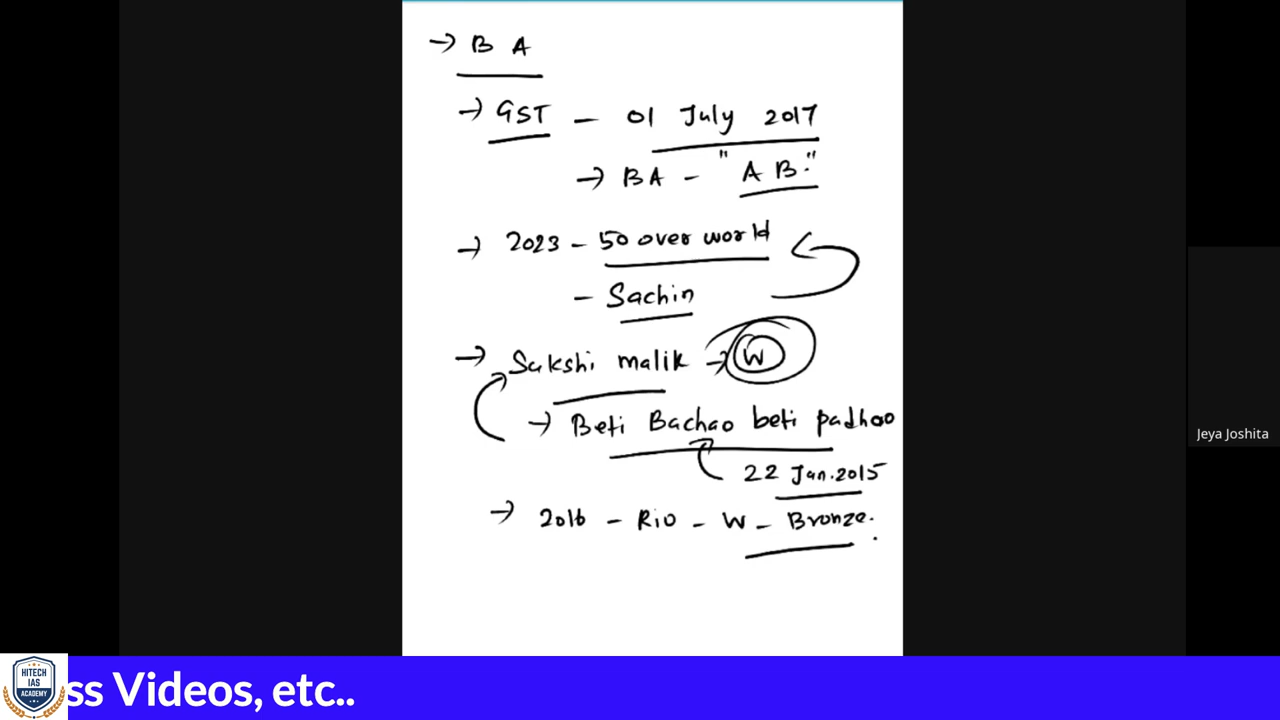 → B A
→ GST - 01 July 2017
→ BA - "A B."
→ 2023 - 50 over world
- Sachin
→ Sakshi malik → W
→ Beti Bachao beti padhao
22 Jan.2015
→ 2016 - Rio - W - Bronze.
Jeya Joshita
HITECH
IAS
ACADEMY
ss Videos, etc..